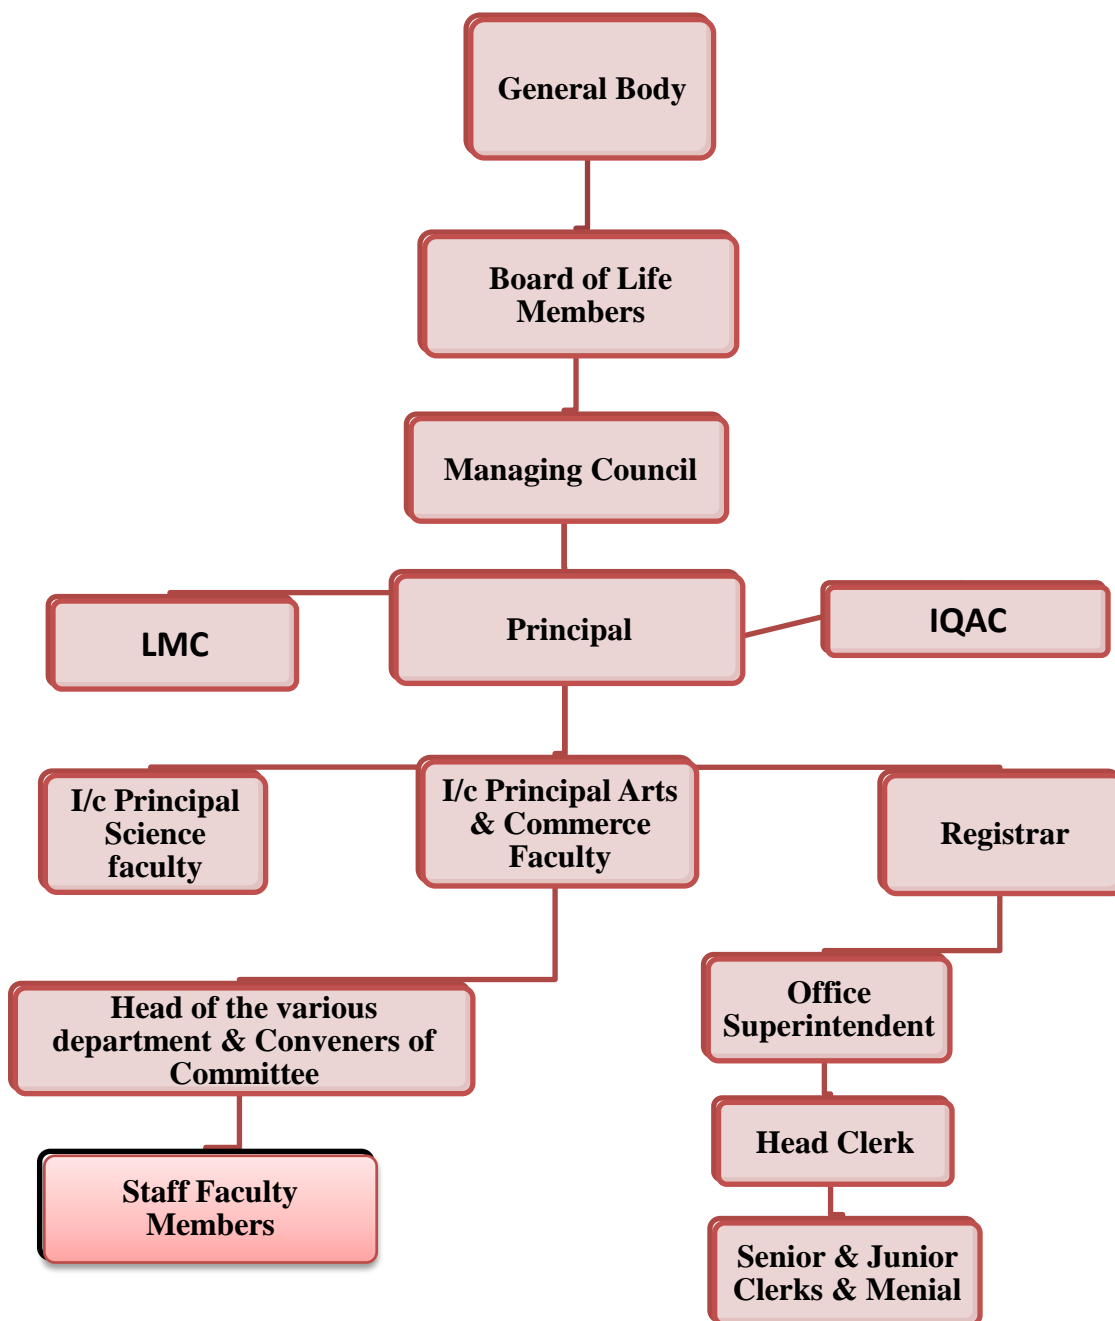 General Body
Board of Life
Members
Managing Council
LMC
Principal
IQAC
I/c Principal
Science
faculty
I/c Principal Arts
& Commerce
Faculty
Registrar
Head of the various
department & Conveners of
Committee
Office
Superintendent
Head Clerk
Staff Faculty
Members
Senior & Junior
Clerks & Menial